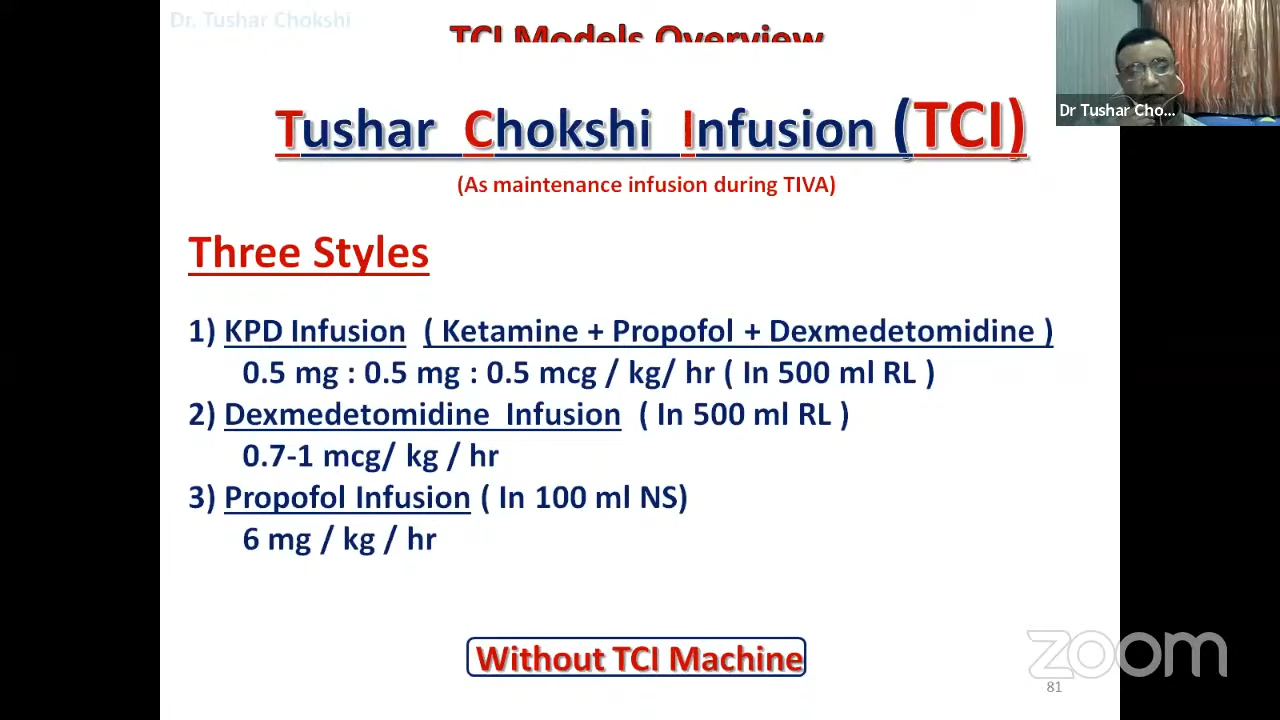 Dr. Tushar Chokshi
TCI Models Overview
Tushar Chokshi Infusion (TCI)
(As maintenance infusion during TIVA)
Dr Tushar Cho...
Three Styles
1) KPD Infusion ( Ketamine + Propofol + Dexmedetomidine )
0.5 mg : 0.5 mg : 0.5 mcg / kg/ hr ( In 500 ml RL )
2) Dexmedetomidine Infusion ( In 500 ml RL )
0.7-1 mcg/ kg / hr
3) Propofol Infusion ( In 100 ml NS)
6 mg / kg / hr
Without TCI Machine
zoom
81